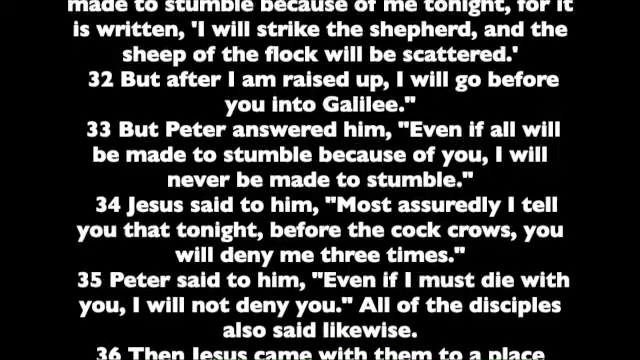 made to stumble because of me tonight, for it
is written, 'I will strike the shepherd, and the
sheep of the flock will be scattered.'
32 But after I am raised up, I will go before
you into Galilee."
33 But Peter answered him, "Even if all will
be made to stumble because of you, I will
never be made to stumble."
34 Jesus said to him, "Most assuredly I tell
you that tonight, before the cock crows, you
will deny me three times."
35 Peter said to him, "Even if I must die with
you, I will not deny you." All of the disciples
also said likewise.
36 Then Jesus came with them to a place